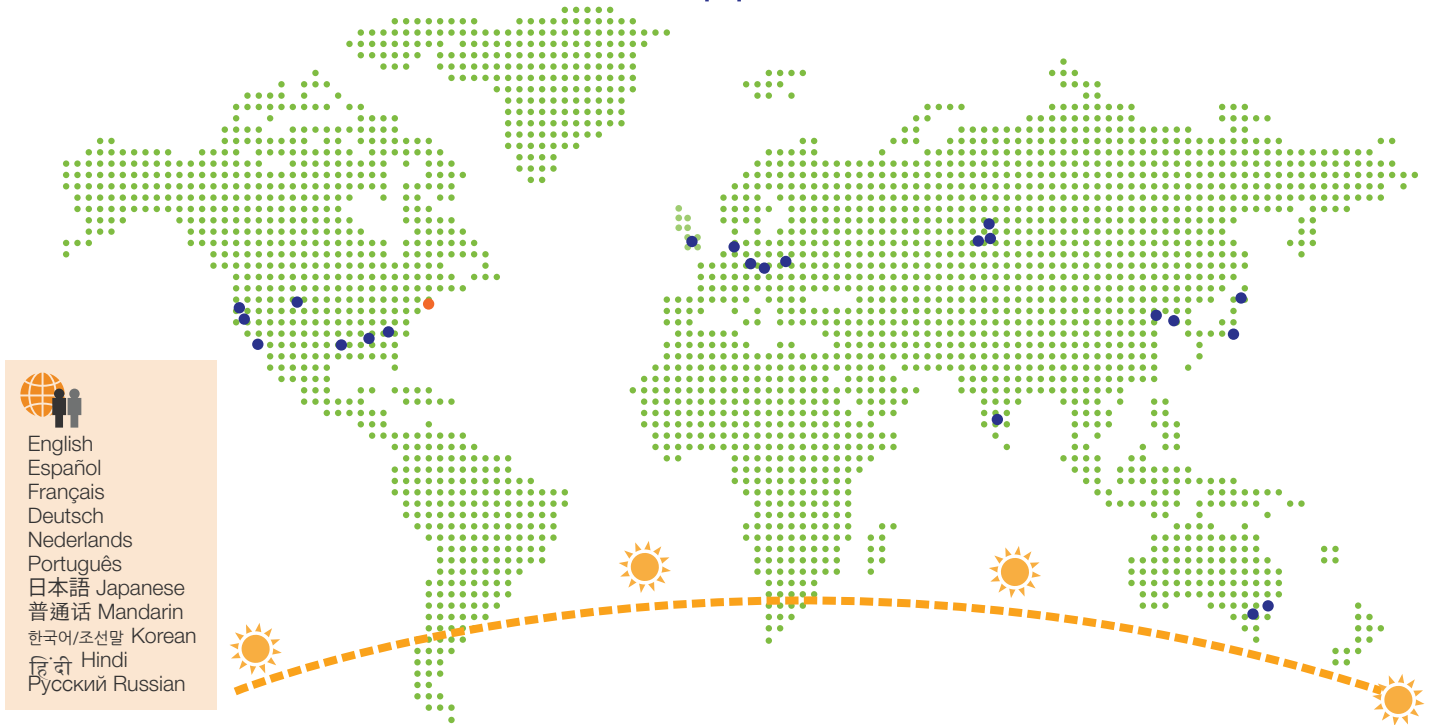 English
Español
Français
Deutsch
Nederlands
Português
日本語 Japanese
普通话 Mandarin
한국어/조선말 Korean
हिंदी Hindi
Русский Russian